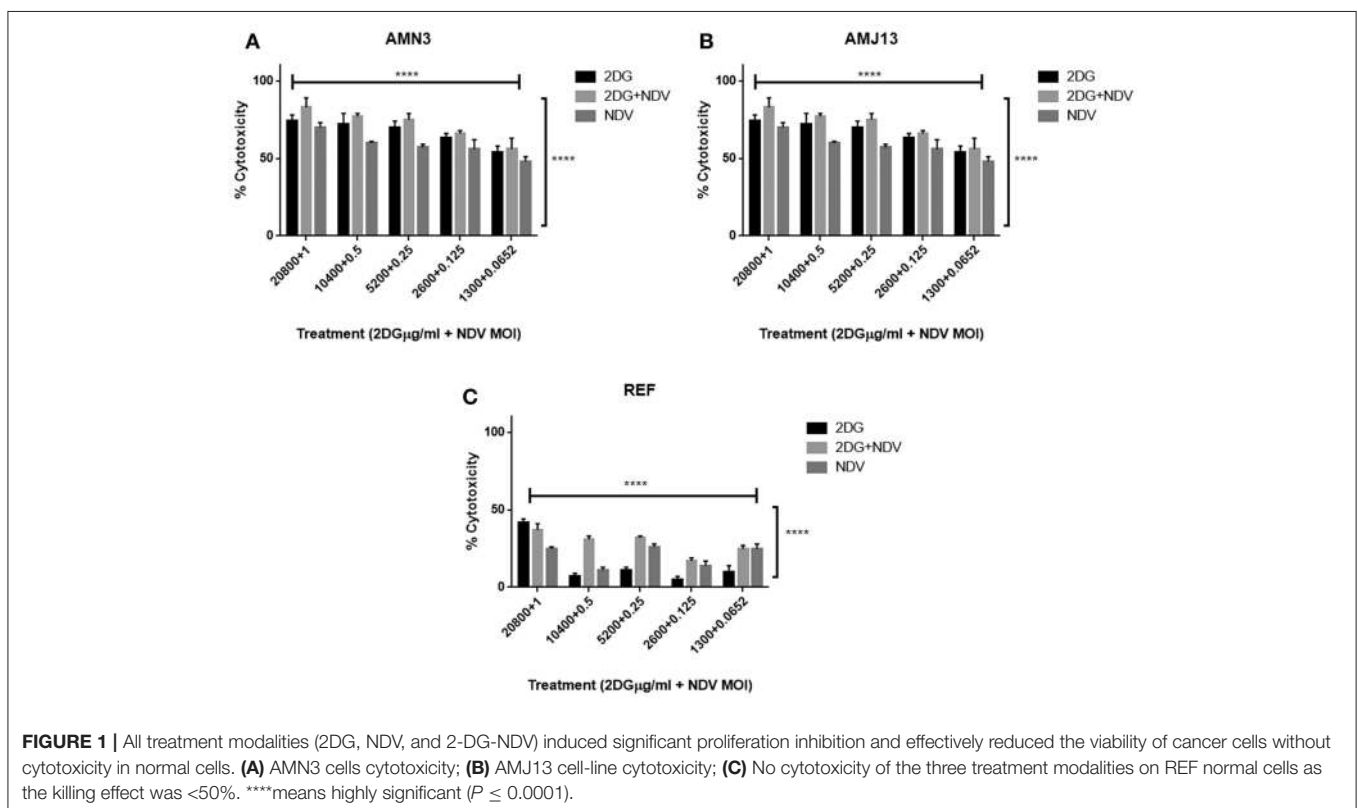 A
AMN3
****
100
50
0
% Cytotoxicity
2DG
2DG+NDV
NDV
****
20800+1
10400+0.5
5200+0.25
2600+0.125
1300+0.0652
Treatment (2DGµg/ml + NDV MOI)
B
AMJ13
****
100
50
0
% Cytotoxicity
2DG
2DG+NDV
NDV
****
20800+1
10400+0.5
5200+0.25
2600+0.125
1300+0.0652
Treatment (2DGµg/ml + NDV MOI)
C
REF
****
100
50
0
% Cytotoxicity
2DG
2DG+NDV
NDV
****
20800+1
10400+0.5
5200+0.25
2600+0.125
1300+0.0652
Treatment (2DGµg/ml + NDV MOI)
FIGURE 1 | All treatment modalities (2DG, NDV, and 2-DG-NDV) induced significant proliferation inhibition and effectively reduced the viability of cancer cells without
cytotoxicity in normal cells. (A) AMN3 cells cytotoxicity; (B) AMJ13 cell-line cytotoxicity; (C) No cytotoxicity of the three treatment modalities on REF normal cells as
the killing effect was <50%. ****means highly significant (P ≤ 0.0001).